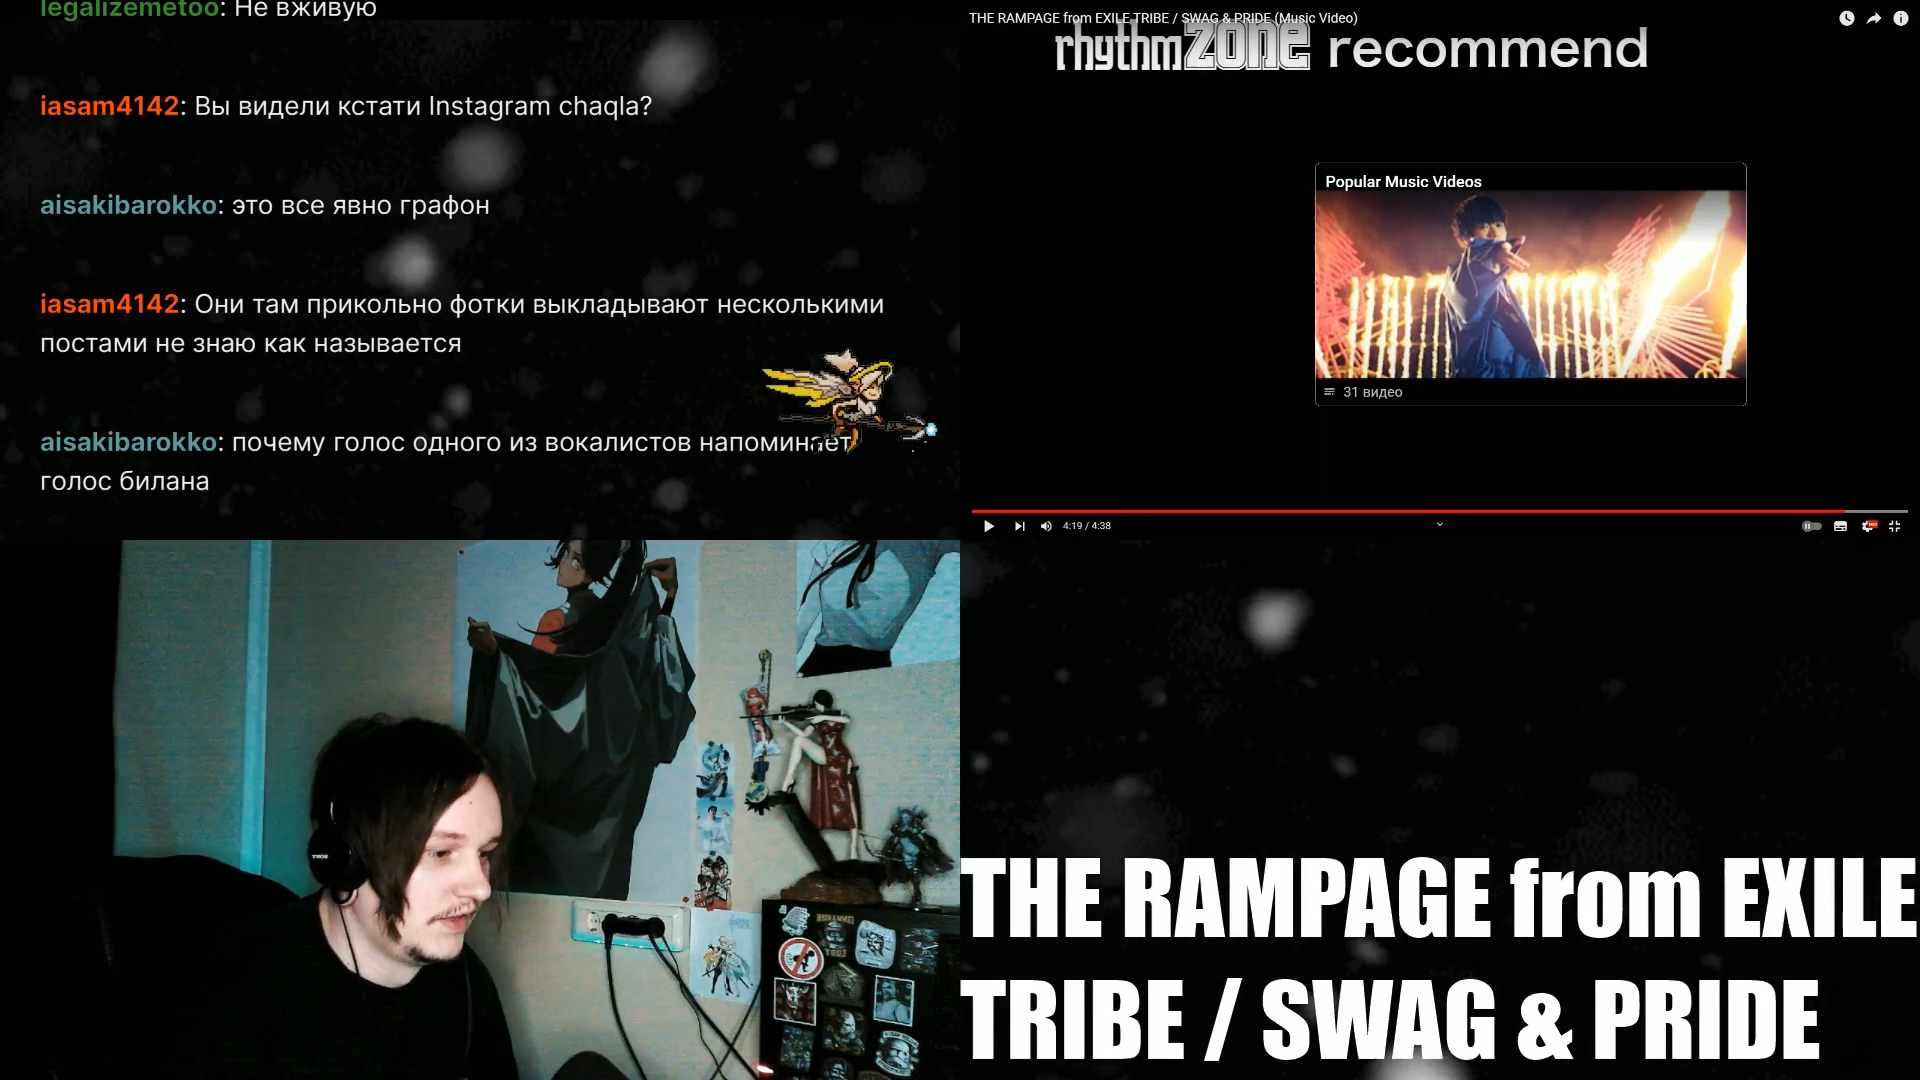 legalizemetoo: Не вживую
iasam4142: Вы видели кстати Instagram chaqla?
aisakibarokko: это все явно графон
iasam4142: Они там прикольно фотки выкладывают несколькими
постами не знаю как называется
aisakibarokko: почему голос одного из вокалистов напоминает
голос билана
THE RAMPAGE from EXILE TRIBE / SWAG & PRIDE (Music Video)
rhythmzone recommend
Popular Music Videos
31 видео
4:19 / 4:38
THE RAMPAGE from EXILE
TRIBE / SWAG & PRIDE